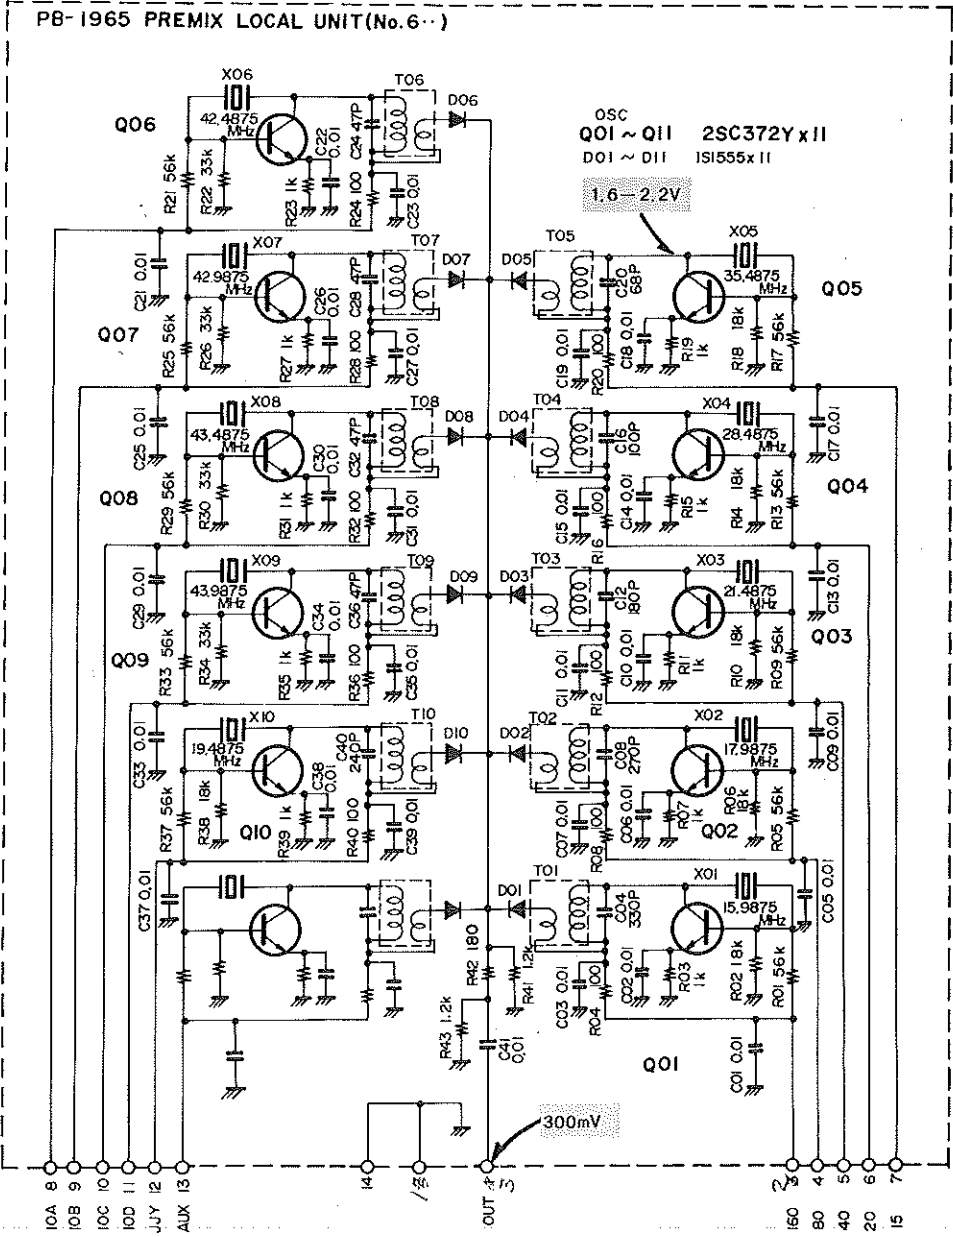 PB-1965 PREMIX LOCAL UNIT(No.6··)
OSC
Q01 ~ Q11 2SC372Y x 11
D01 ~ D11 1S1555 x 11
1.6—2.2V
Q06
X06
42.4875
MHz
R21 56k
R22 33k
R23 1k
C22 0.01
C24 47P
R24 100
C23 0.01
T06
D06
C21 0.01
Q07
X07
42.9875
MHz
R25 56k
R26 33k
R27 1k
C26 0.01
C28 47P
R28 100
C27 0.01
T07
D07
D05
T05
C20 68P
C19 0.01
R20 100
C18 0.01
R19 1k
X05
35.4875
MHz
R18 18k
R17 56k
Q05
C25 0.01
Q08
X08
43.4875
MHz
R29 56k
R30 33k
R31 1k
C30 0.01
C32 47P
R32 100
C31 0.01
T08
D08
D04
T04
C16 100P
C15 0.01
R16 100
C14 0.01
R15 1k
X04
28.4875
MHz
R14 18k
R13 56k
C17 0.01
Q04
C29 0.01
Q09
X09
43.9875
MHz
R33 56k
R34 33k
R35 1k
C34 0.01
C36 47P
R36 100
C35 0.01
T09
D09
D03
T03
C12 180P
C11 0.01
R12 100
C10 0.01
R11 1k
X03
21.4875
MHz
R10 18k
R09 56k
C13 0.01
Q03
C33 0.01
X10
19.4875
MHz
R37 56k
R38 18k
Q10
R39 1k
C38 0.01
C40 240P
R40 100
C39 0.01
T10
D10
D02
T02
C08 270P
C07 0.01
R08 100
C06 0.01
R07 1k
X02
17.9875
MHz
R06 18k
R05 56k
Q02
C09 0.01
C37 0.01
D01
T01
R42 180
R41 1.2k
R43 1.2k
C41 0.01
C04 330P
C03 0.01
R04 100
C02 0.01
R03 1k
X01
15.9875
MHz
R02 18k
R01 56k
C05 0.01
C01 0.01
Q01
300mV
10A 8
10B 9
10C 10
10D 11
JJY 12
AUX 13
14
OUT 3
160
80 4
40 5
20 6
15 7